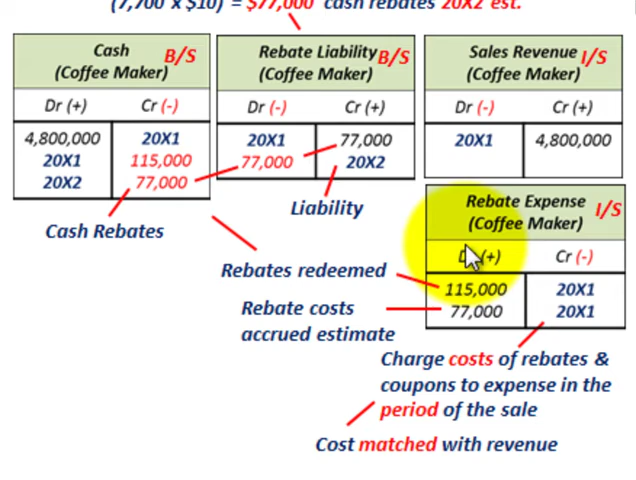 (7,700 x $10) = $77,000 cash rebates 20X2 est.
Cash B/S
(Coffee Maker)
Dr (+) Cr (-)
4,800,000 20X1
20X1 115,000
20X2 77,000
Rebate Liability B/S
(Coffee Maker)
Dr (-) Cr (+)
20X1 77,000
77,000 20X2
Sales Revenue I/S
(Coffee Maker)
Dr (-) Cr (+)
20X1 4,800,000
Liability
Cash Rebates
Rebate Expense I/S
(Coffee Maker)
(+) Cr (-)
Rebates redeemed
115,000 20X1
Rebate costs
accrued estimate
77,000 20X1
Charge costs of rebates &
coupons to expense in the
period of the sale
Cost matched with revenue